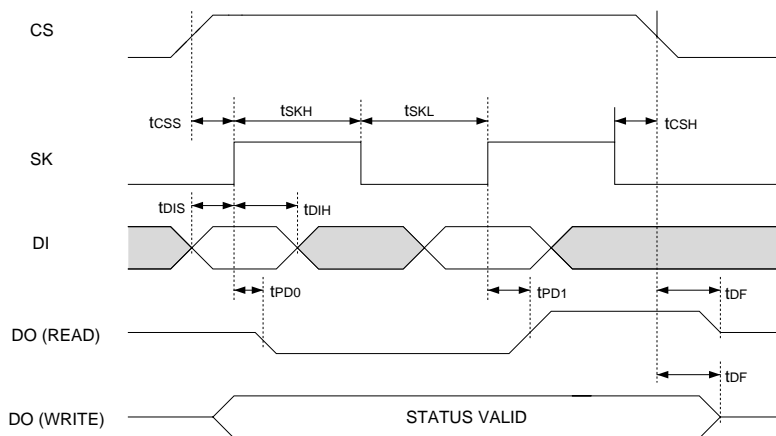 CS
tCSS tSKH tSKL tCSH
SK
tDIS tDIH
DI
tPD0 tPD1 tDF
DO (READ)
tDF
DO (WRITE) STATUS VALID